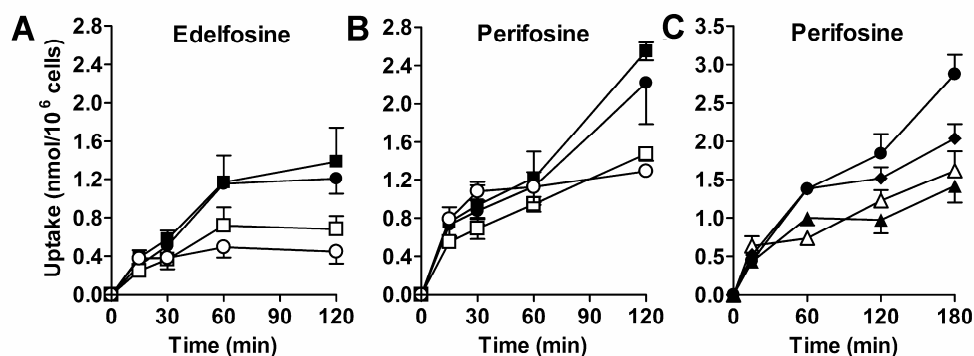 A
Edelfosine
B
Perifosine
C
Perifosine
Uptake (nmol/10⁶ cells)
2.8
2.4
2.0
1.6
1.2
0.8
0.4
0.0
0 30 60 90 120
Time (min)
2.8
2.4
2.0
1.6
1.2
0.8
0.4
0.0
0 30 60 90 120
Time (min)
3.5
3.0
2.5
2.0
1.5
1.0
0.5
0.0
0 60 120 180
Time (min)